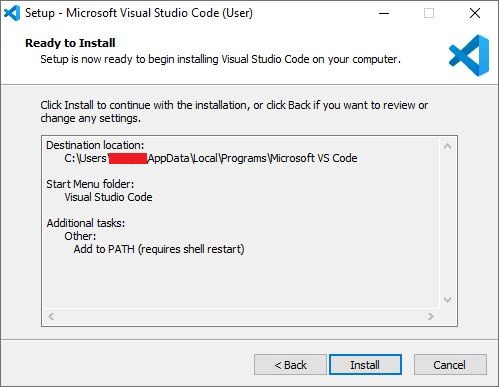 Setup - Microsoft Visual Studio Code (User)
Ready to Install
Setup is now ready to begin installing Visual Studio Code on your computer.
Click Install to continue with the installation, or click Back if you want to review or
change any settings.
Destination location:
C:\Users\ AppData\Local\Programs\Microsoft VS Code
Start Menu folder:
Visual Studio Code
Additional tasks:
Other:
Add to PATH (requires shell restart)
< Back
Install
Cancel